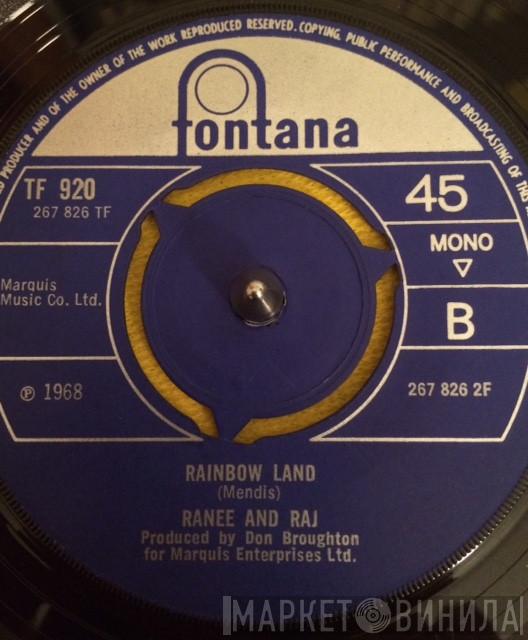 D PRODUCER AND OF THE OWNER OF THE WORK REPRODUCED RESERVED. COPYING, PUBLIC PERFORMANCE AND BROADCASTING OF THIS
fontana
TF 920
267 826 TF
45
MONO
Marquis
Music Co. Ltd.
B
℗ 1968
267 826 2F
RAINBOW LAND
(Mendis)
RANEE AND RAJ
Produced by Don Broughton
for Marquis Enterprises Ltd.
МАРКЕТ ВИНИЛА